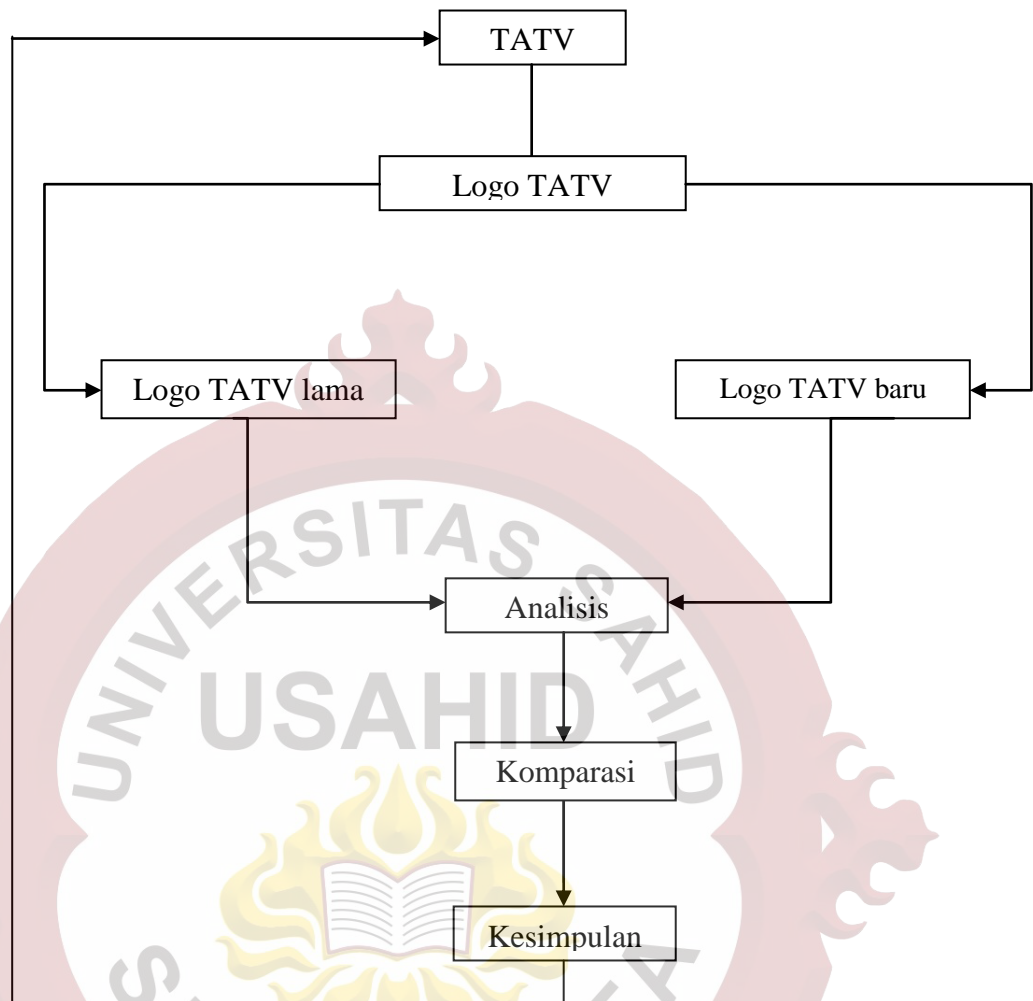 TATV
Logo TATV
Logo TATV lama
Logo TATV baru
UNIVERSITAS SAHID
Analisis
USAHID
Komparasi
Kesimpulan